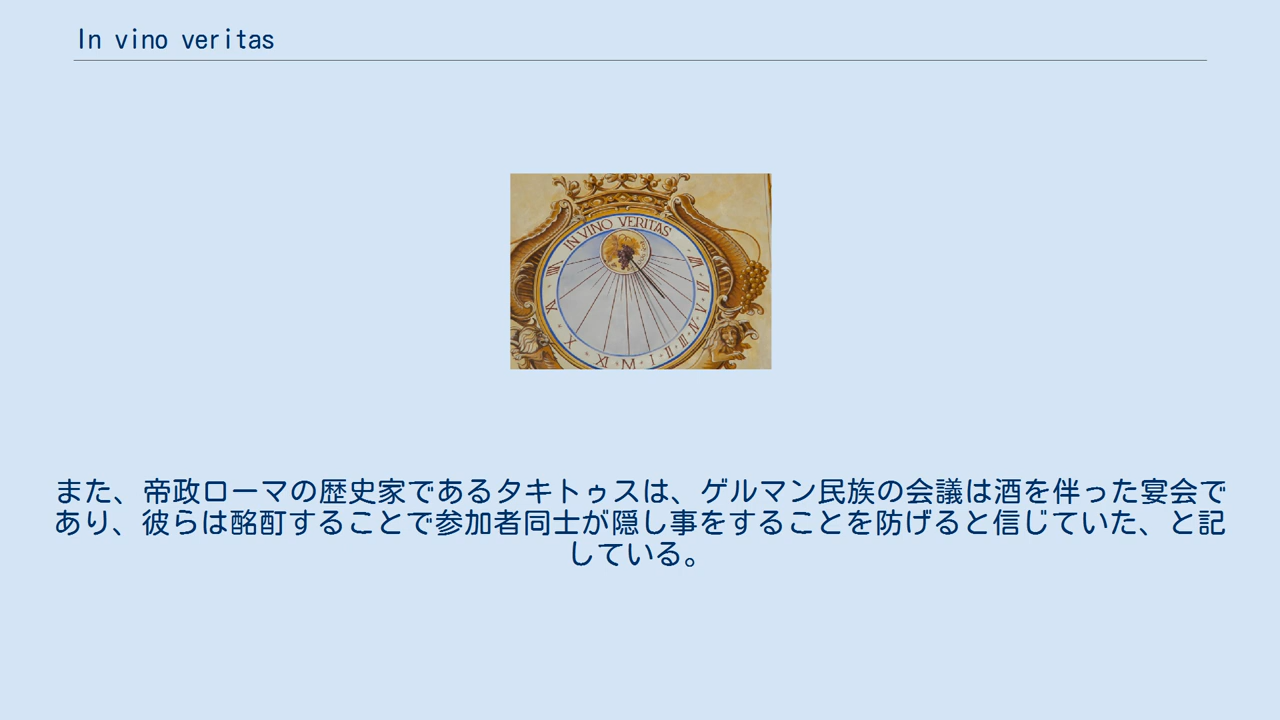 In vino veritas
IN VINO VERITAS
また、帝政ローマの歴史家であるタキトゥスは、ゲルマン民族の会議は酒を伴った宴会で
あり、彼らは酩酊することで参加者同士が隠し事をすることを防げると信じていた、と記
している。